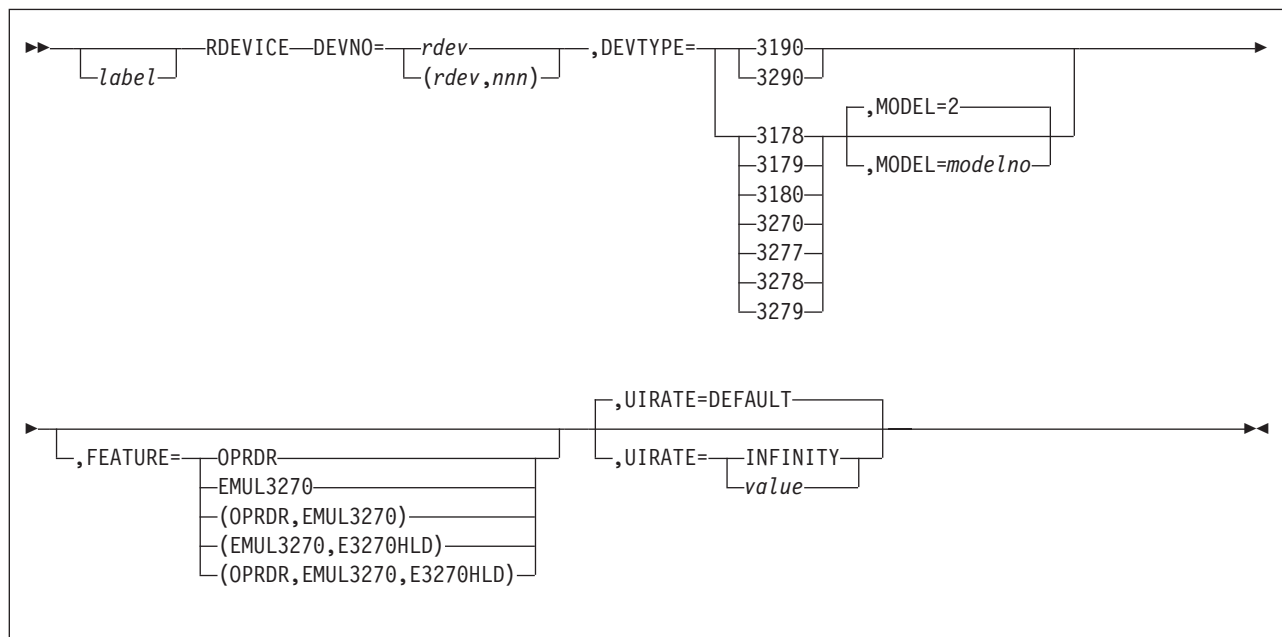 RDEVICE DEVNO= rdev ,DEVTYPE= 3190
label (rdev,nnn) 3290
,MODEL=2
3178
3179 ,MODEL=modelno
3180
3270
3277
3278
3279
,UIRATE=DEFAULT
,FEATURE= OPRDR ,UIRATE= INFINITY
EMUL3270 value
(OPRDR,EMUL3270)
(EMUL3270,E3270HLD)
(OPRDR,EMUL3270,E3270HLD)